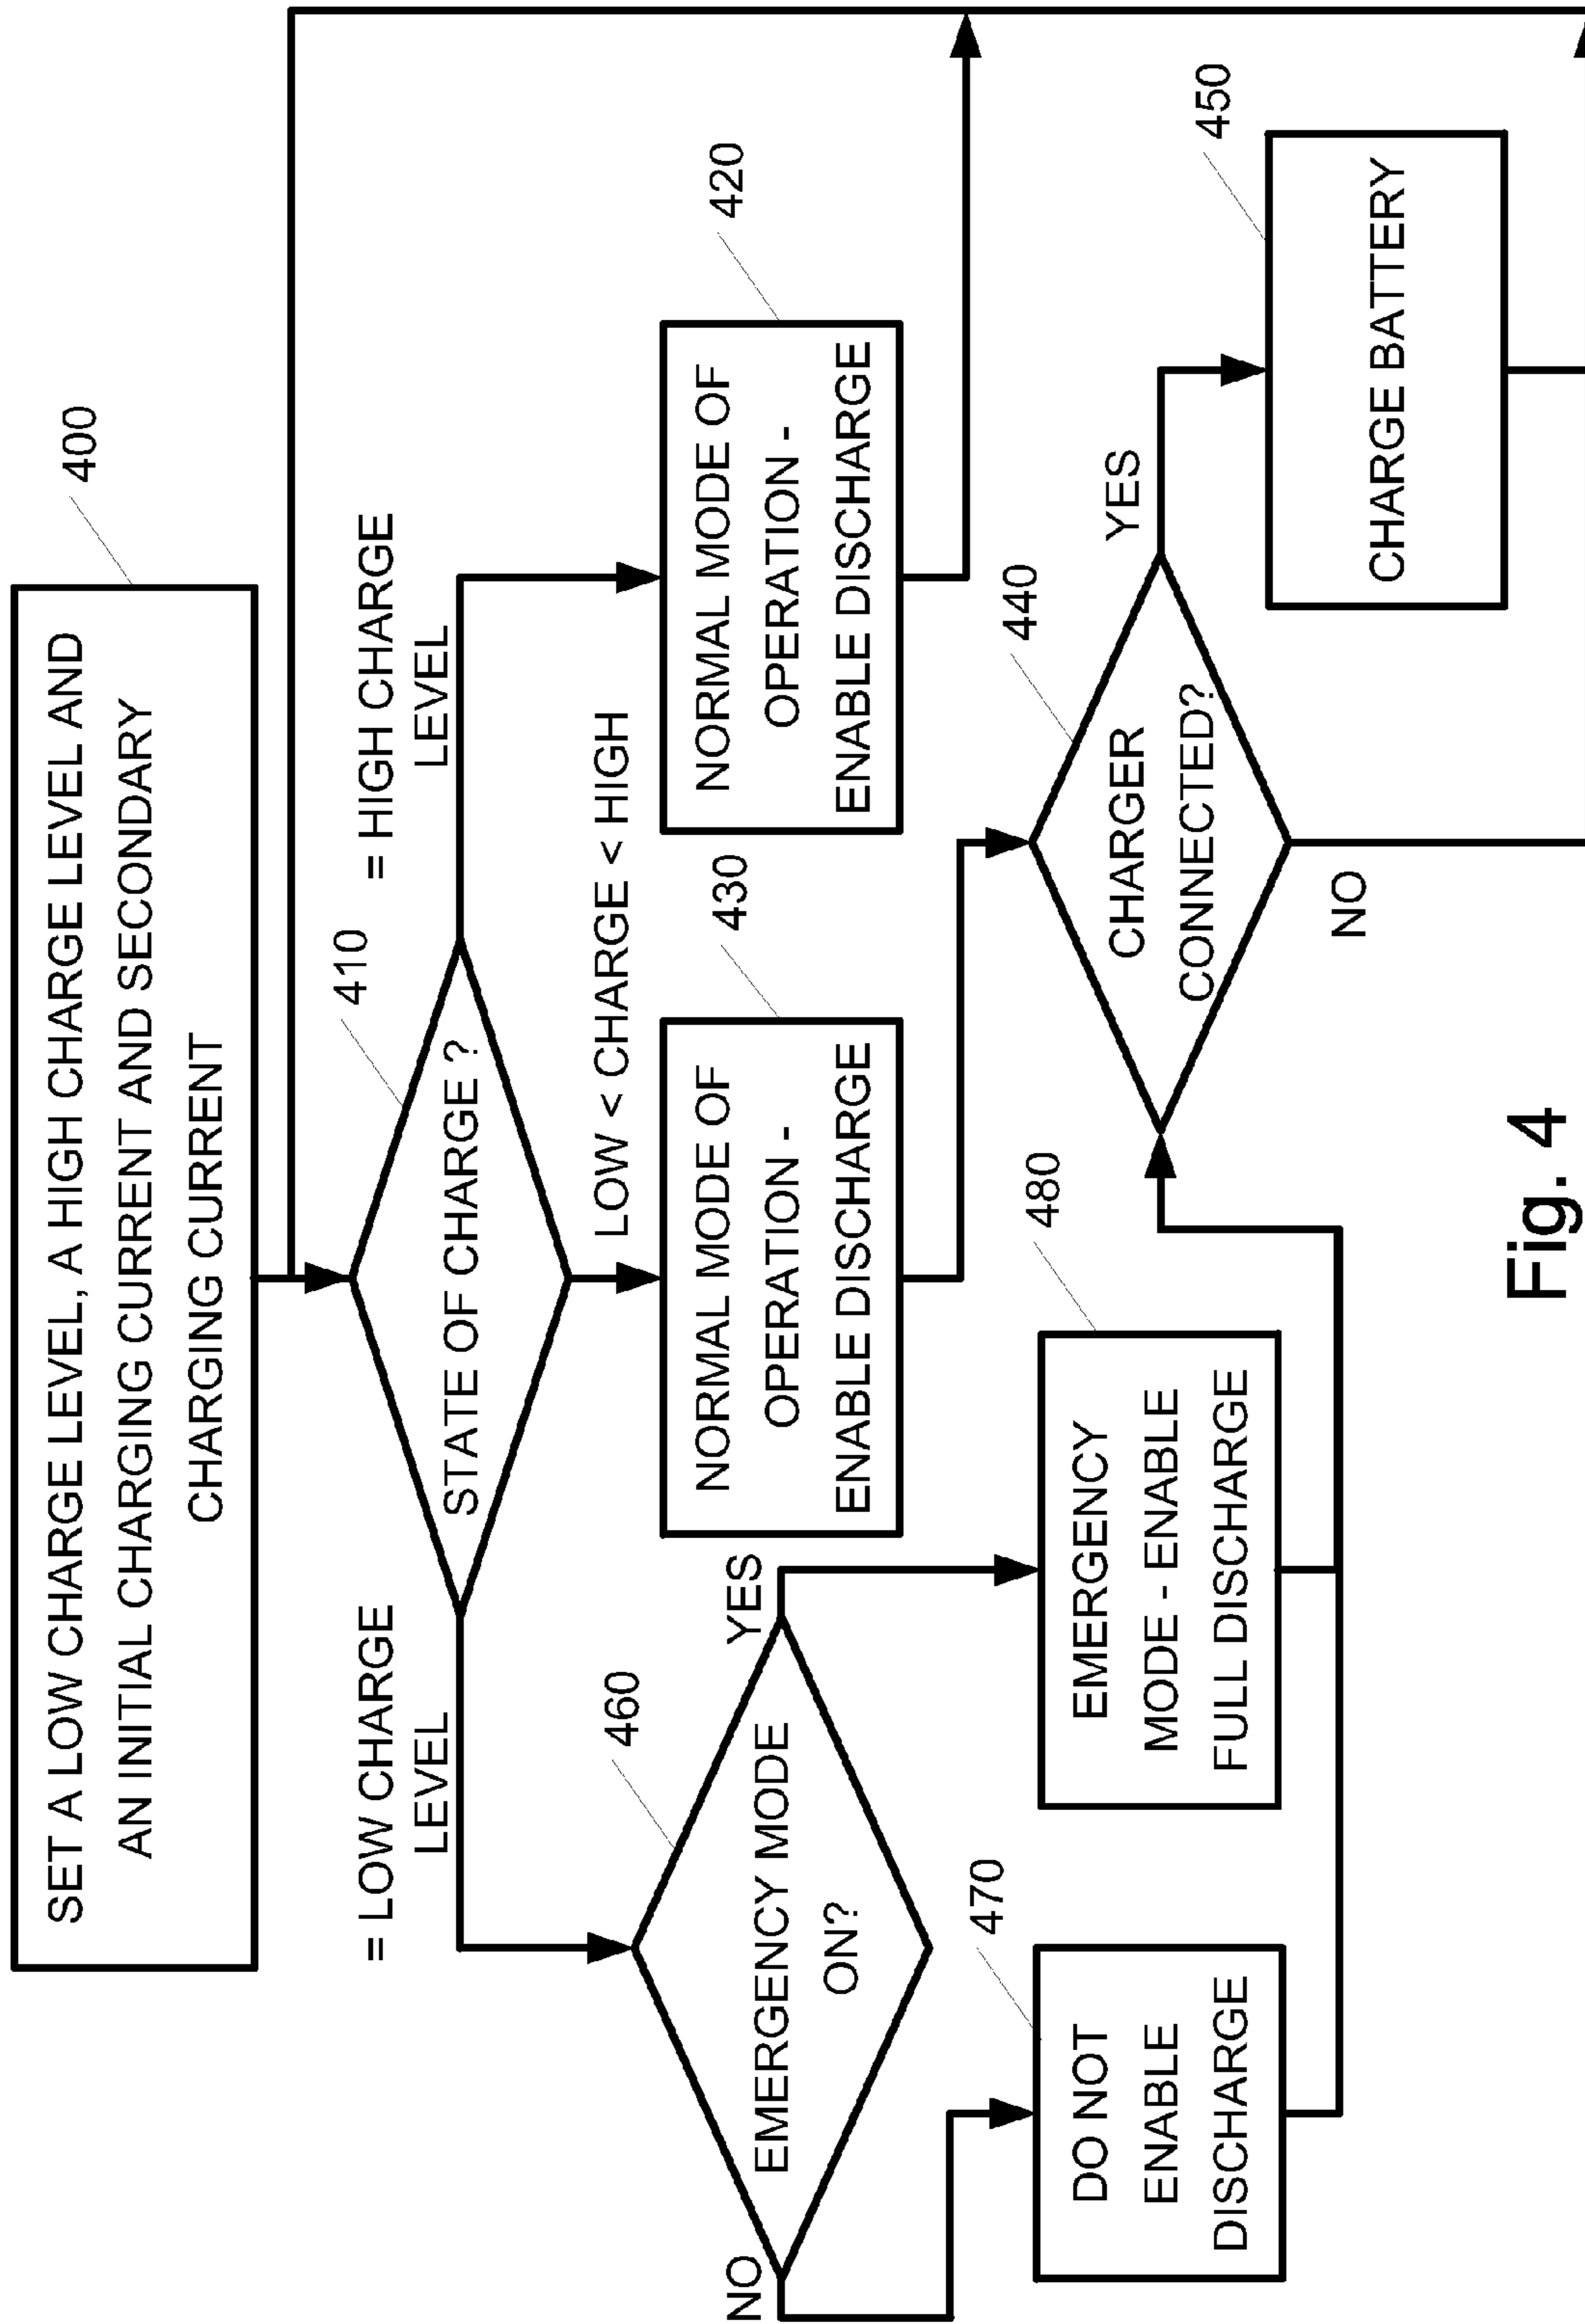 SET A LOW CHARGE LEVEL, A HIGH CHARGE LEVEL AND
AN INITIAL CHARGING CURRENT AND SECONDARY
CHARGING CURRENT
400
410
STATE OF CHARGE ?
= LOW CHARGE
LEVEL
= HIGH CHARGE
LEVEL
LOW < CHARGE < HIGH
460
EMERGENCY MODE
ON?
NO
YES
430
NORMAL MODE OF
OPERATION -
ENABLE DISCHARGE
420
NORMAL MODE OF
OPERATION -
ENABLE DISCHARGE
470
DO NOT
ENABLE
DISCHARGE
480
EMERGENCY
MODE - ENABLE
FULL DISCHARGE
440
CHARGER
CONNECTED?
YES
NO
450
CHARGE BATTERY
Fig. 4